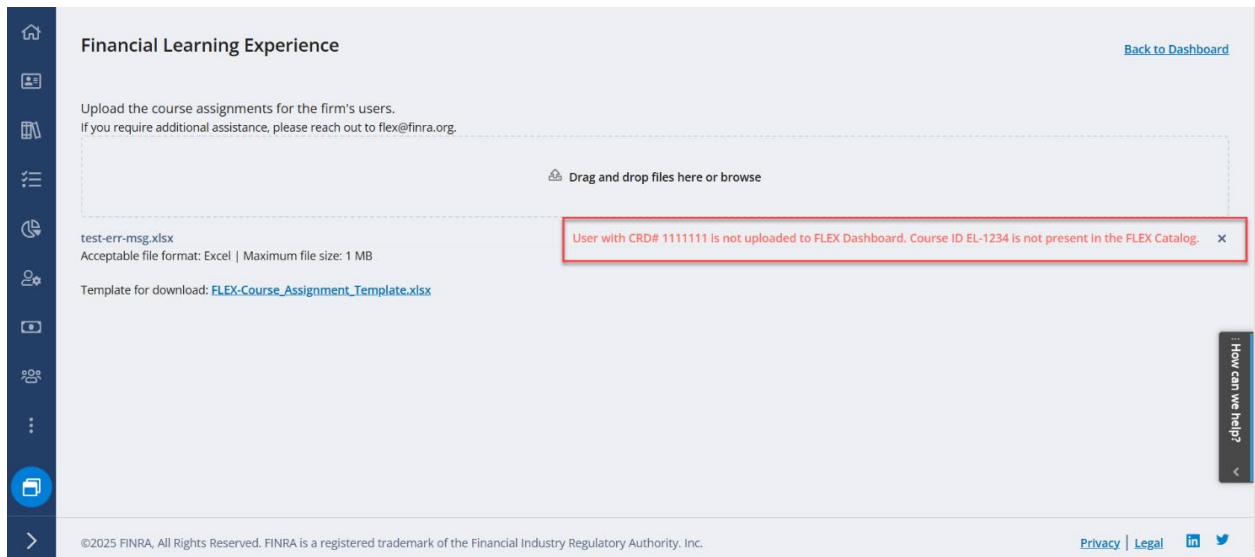 Financial Learning Experience
Back to Dashboard
Upload the course assignments for the firm's users.
If you require additional assistance, please reach out to flex@finra.org.
Drag and drop files here or browse
test-err-msg.xlsx
User with CRD# 1111111 is not uploaded to FLEX Dashboard. Course ID EL-1234 is not present in the FLEX Catalog.
Acceptable file format: Excel | Maximum file size: 1 MB
Template for download: FLEX-Course_Assignment_Template.xlsx
How can we help?
©2025 FINRA, All Rights Reserved. FINRA is a registered trademark of the Financial Industry Regulatory Authority. Inc.
Privacy | Legal
in